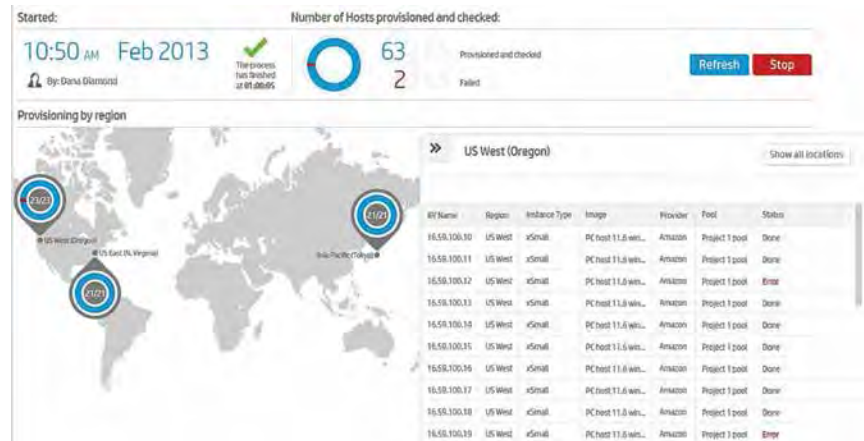 Started:
Number of Hosts provisioned and checked:
10:50 AM Feb 2013
By: Dana Diamond
The process
has finished
at 01:00:05
63 Provisioned and checked
2 Failed
Refresh
Stop
Provisioning by region
23/23
US West (Oregon)
US East (N. Virginia)
21/21
21/21
Asia Pacific (Tokyo)
US West (Oregon)
Show all locations
Name Region Instance Type Image Provider Pool Status
16.59.100.10 US West xSmall PC host 11.6 win... Amazon Project 1 pool Done
16.59.100.11 US West xSmall PC host 11.6 win... Amazon Project 1 pool Done
16.59.100.12 US West xSmall PC host 11.6 win... Amazon Project 1 pool Error
16.59.100.13 US West xSmall PC host 11.6 win... Amazon Project 1 pool Done
16.59.100.14 US West xSmall PC host 11.6 win... Amazon Project 1 pool Done
16.59.100.15 US West xSmall PC host 11.6 win... Amazon Project 1 pool Done
16.59.100.16 US West xSmall PC host 11.6 win... Amazon Project 1 pool Done
16.59.100.17 US West xSmall PC host 11.6 win... Amazon Project 1 pool Done
16.59.100.18 US West xSmall PC host 11.6 win... Amazon Project 1 pool Done
16.59.100.19 US West xSmall PC host 11.6 win... Amazon Project 1 pool Error